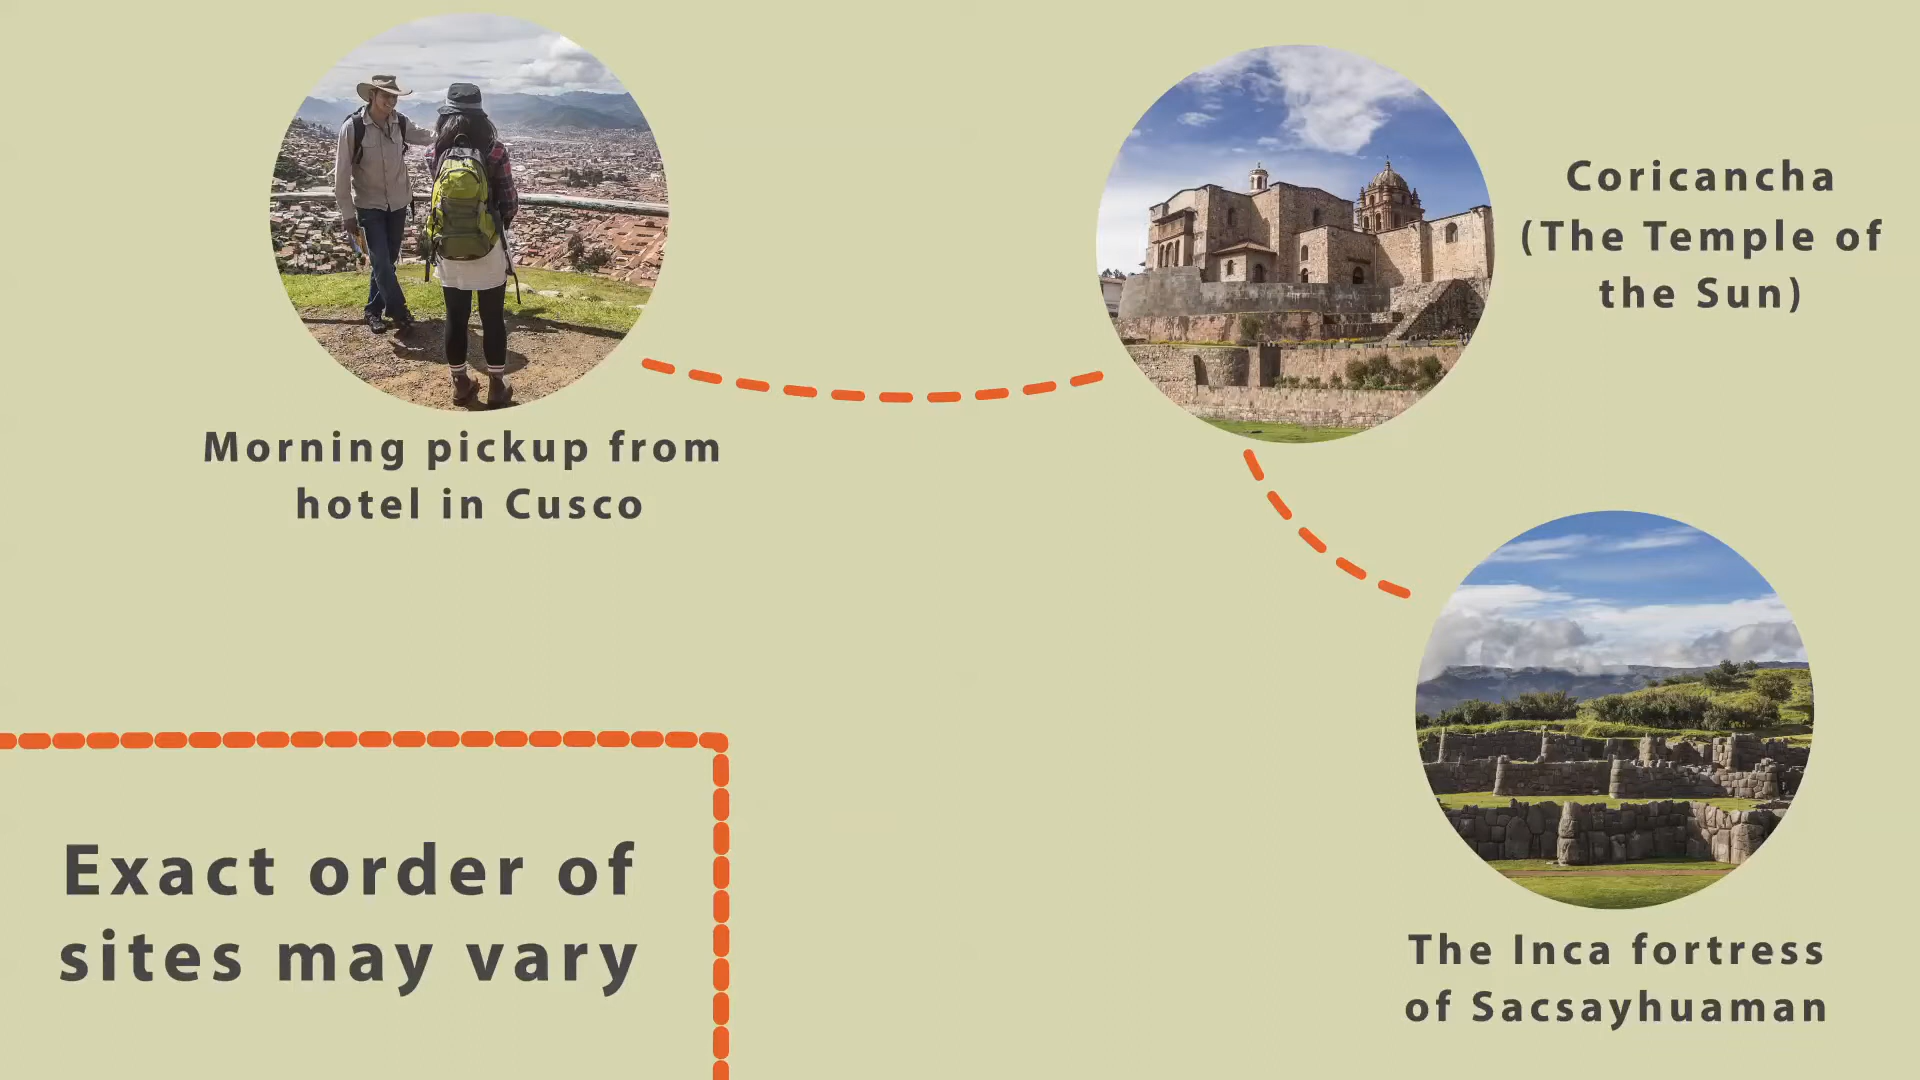 Morning pickup from
hotel in Cusco
Coricancha
(The Temple of
the Sun)
The Inca fortress
of Sacsayhuaman
Exact order of
sites may vary